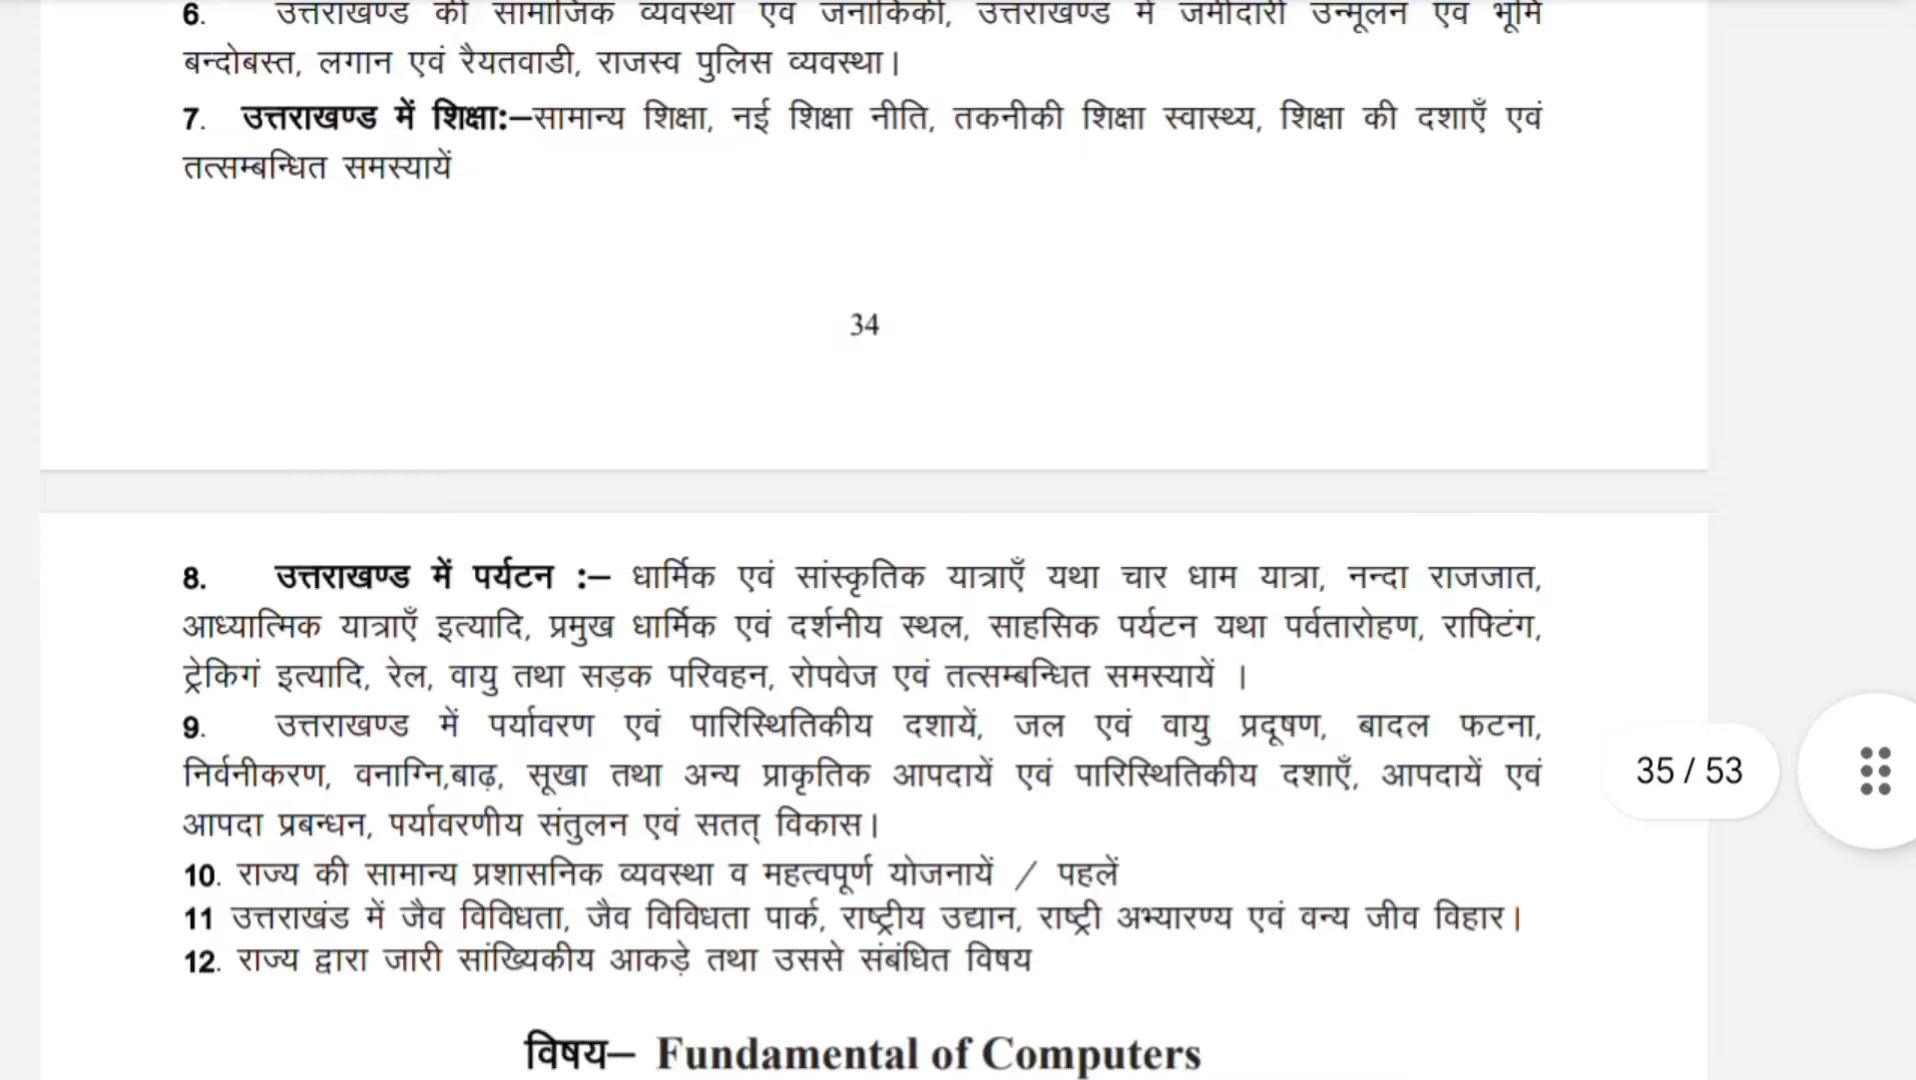 6. उत्तराखण्ड की सामाजिक व्यवस्था एवं जनांकिकी, उत्तराखण्ड में जमींदारी उन्मूलन एवं भूमि
बन्दोबस्त, लगान एवं रैयतवाडी, राजस्व पुलिस व्यवस्था।
7. उत्तराखण्ड में शिक्षा:–सामान्य शिक्षा, नई शिक्षा नीति, तकनीकी शिक्षा स्वास्थ्य, शिक्षा की दशाएँ एवं
तत्सम्बन्धित समस्यायें
34
8. उत्तराखण्ड में पर्यटन :– धार्मिक एवं सांस्कृतिक यात्राएँ यथा चार धाम यात्रा, नन्दा राजजात,
आध्यात्मिक यात्राएँ इत्यादि, प्रमुख धार्मिक एवं दर्शनीय स्थल, साहसिक पर्यटन यथा पर्वतारोहण, राफ्टिंग,
ट्रेकिगं इत्यादि, रेल, वायु तथा सड़क परिवहन, रोपवेज एवं तत्सम्बन्धित समस्यायें ।
9. उत्तराखण्ड में पर्यावरण एवं पारिस्थितिकीय दशायें, जल एवं वायु प्रदूषण, बादल फटना,
निर्वनीकरण, वनाग्नि,बाढ़, सूखा तथा अन्य प्राकृतिक आपदायें एवं पारिस्थितिकीय दशाएँ, आपदायें एवं
आपदा प्रबन्धन, पर्यावरणीय संतुलन एवं सतत् विकास।
10. राज्य की सामान्य प्रशासनिक व्यवस्था व महत्वपूर्ण योजनायें / पहलें
11 उत्तराखंड में जैव विविधता, जैव विविधता पार्क, राष्ट्रीय उद्यान, राष्ट्री अभ्यारण्य एवं वन्य जीव विहार।
12. राज्य द्वारा जारी सांख्यिकीय आकड़े तथा उससे संबंधित विषय
विषय– Fundamental of Computers
35 / 53